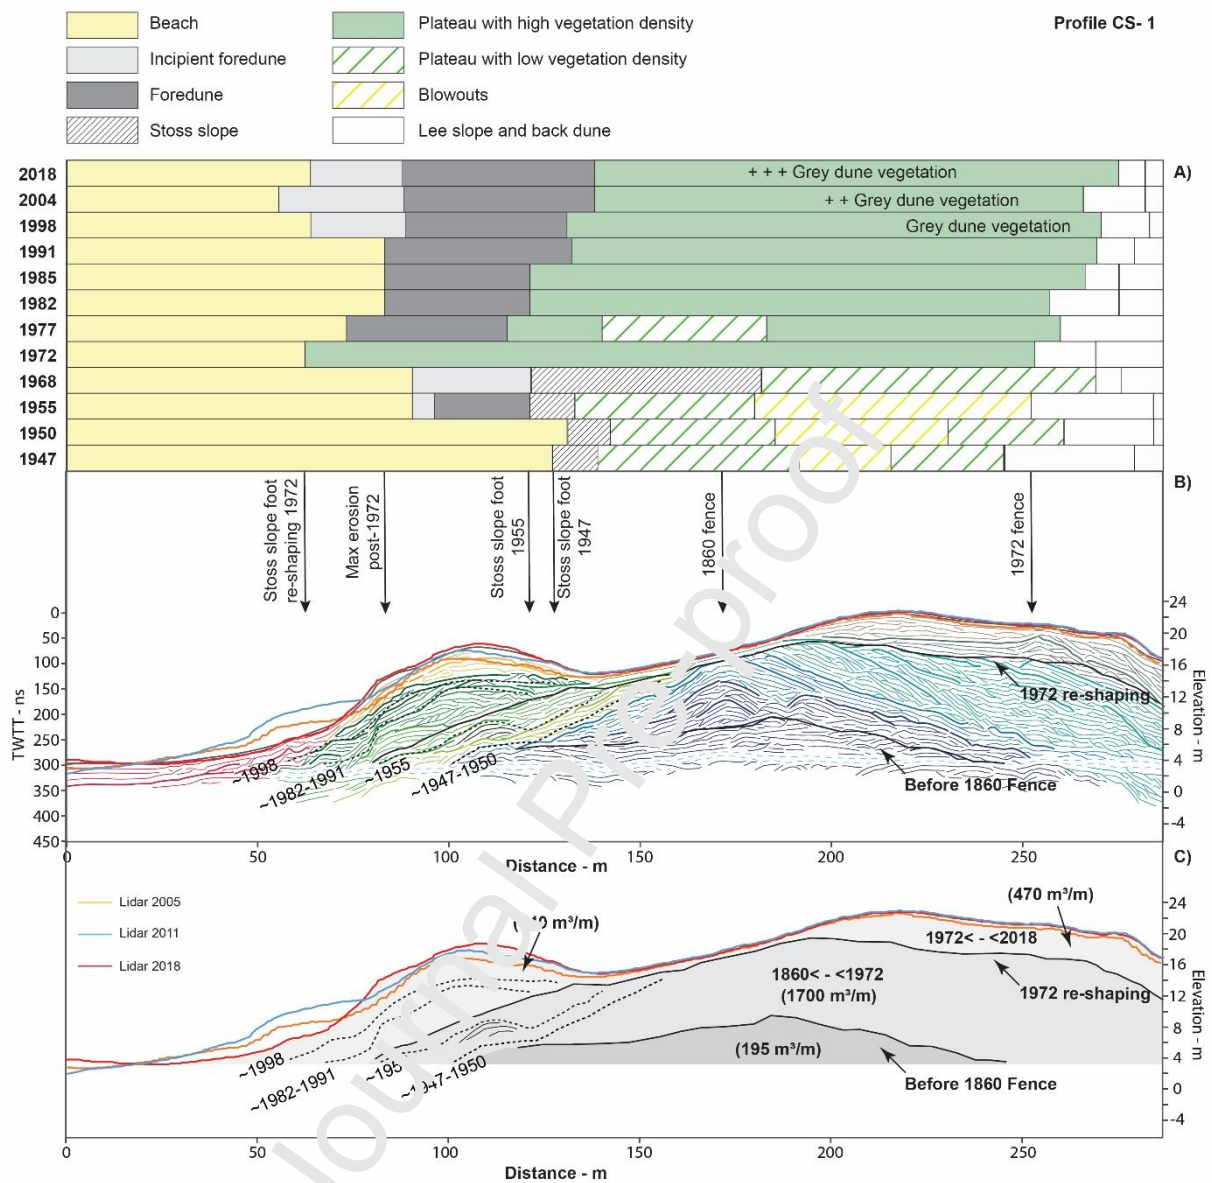 Beach
Plateau with high vegetation density
Profile CS- 1
Incipient foredune
Plateau with low vegetation density
Foredune
Blowouts
Stoss slope
Lee slope and back dune
2018
+ + + Grey dune vegetation
A)
2004
+ + Grey dune vegetation
1998
Grey dune vegetation
1991
1985
1982
1977
1972
1968
1955
1950
1947
B)
Stoss slope foot
re-shaping 1972
Max erosion
post-1972
Stoss slope foot
1955
Stoss slope foot
1947
1860 fence
1972 fence
TWTT - ns
0
50
100
150
200
250
300
350
400
450
24
20
16
12
8
4
0
-4
Elevation - m
1972 re-shaping
Before 1860 Fence
~1998
~1982-1991
~1955
~1947-1950
0
50
100
150
200
250
Distance - m
C)
Lidar 2005
Lidar 2011
Lidar 2018
m³/m)
(470 m³/m)
1972< - <2018
1860< - <1972
(1700 m³/m)
1972 re-shaping
(195 m³/m)
Before 1860 Fence
~1998
~1982-1991
24
20
16
12
8
4
0
-4
Elevation - m
0
50
100
150
200
250
Distance - m
Journal Preproof